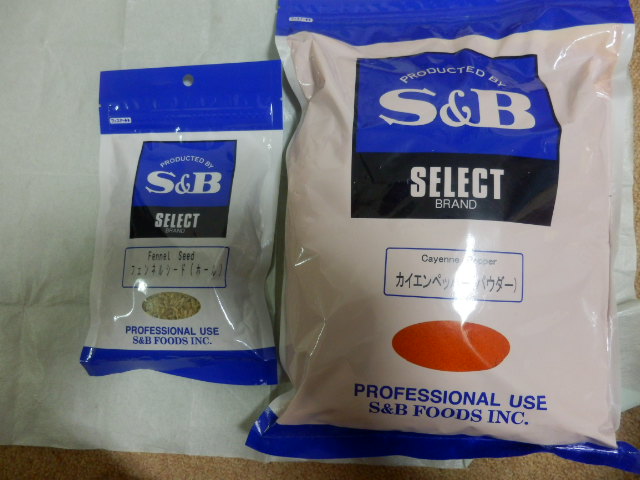 PRODUCED BY
S&B
SELECT
BRAND
Fennel Seed
フェンネルシード(ホール)
PROFESSIONAL USE
S&B FOODS INC.
PRODUCED BY
S&B
SELECT
BRAND
Cayenne Pepper
カイエンペッパー(パウダー)
PROFESSIONAL USE
S&B FOODS INC.